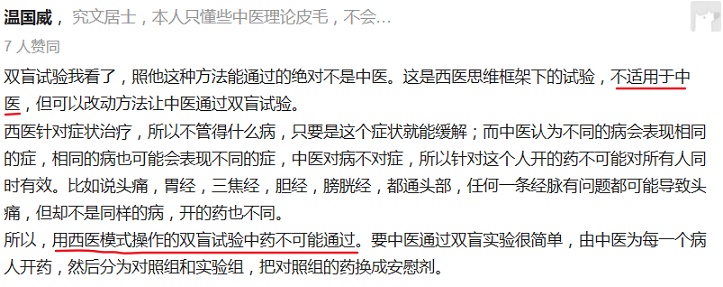 温国威，究文居士，本人只懂些中医理论皮毛，不会...
7 人赞同
双盲试验我看了，照他这种方法能通过的绝对不是中医。这是西医思维框架下的试验，不适用于中
医，但可以改动方法让中医通过双盲试验。
西医针对症状治疗，所以不管得什么病，只要是这个症状就能缓解；而中医认为不同的病会表现相同
的症，相同的病也可能会表现不同的症，中医对病不对症，所以针对这个人开的药不可能对所有人同
时有效。比如说头痛，胃经，三焦经，胆经，膀胱经，都通头部，任何一条经脉有问题都可能导致头
痛，但却不是同样的病，开的药也不同。
所以，用西医模式操作的双盲试验中药不可能通过。要中医通过双盲实验很简单，由中医为每一个病
人开药，然后分为对照组和实验组，把对照组的药换成安慰剂。